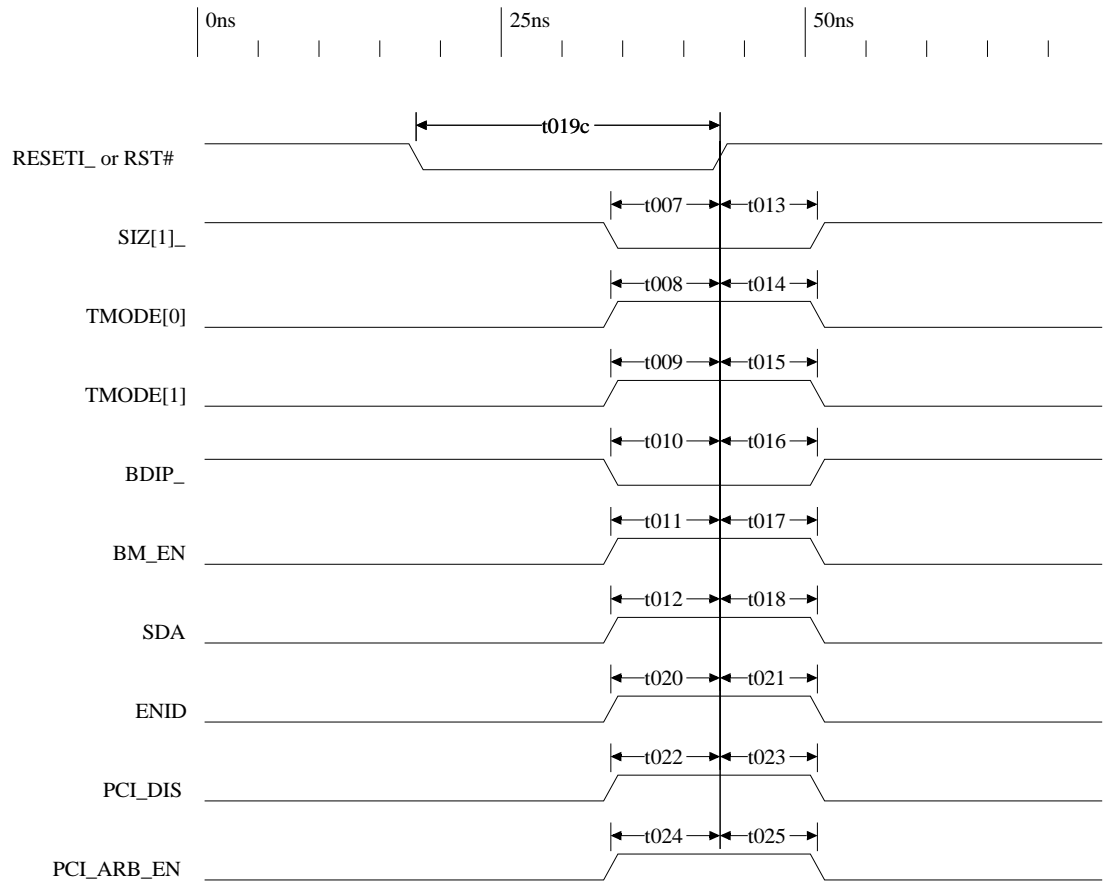 0ns 25ns 50ns
t019c
RESETI_ or RST#
t007 t013
SIZ[1]_
t008 t014
TMODE[0]
t009 t015
TMODE[1]
t010 t016
BDIP_
t011 t017
BM_EN
t012 t018
SDA
t020 t021
ENID
t022 t023
PCI_DIS
t024 t025
PCI_ARB_EN